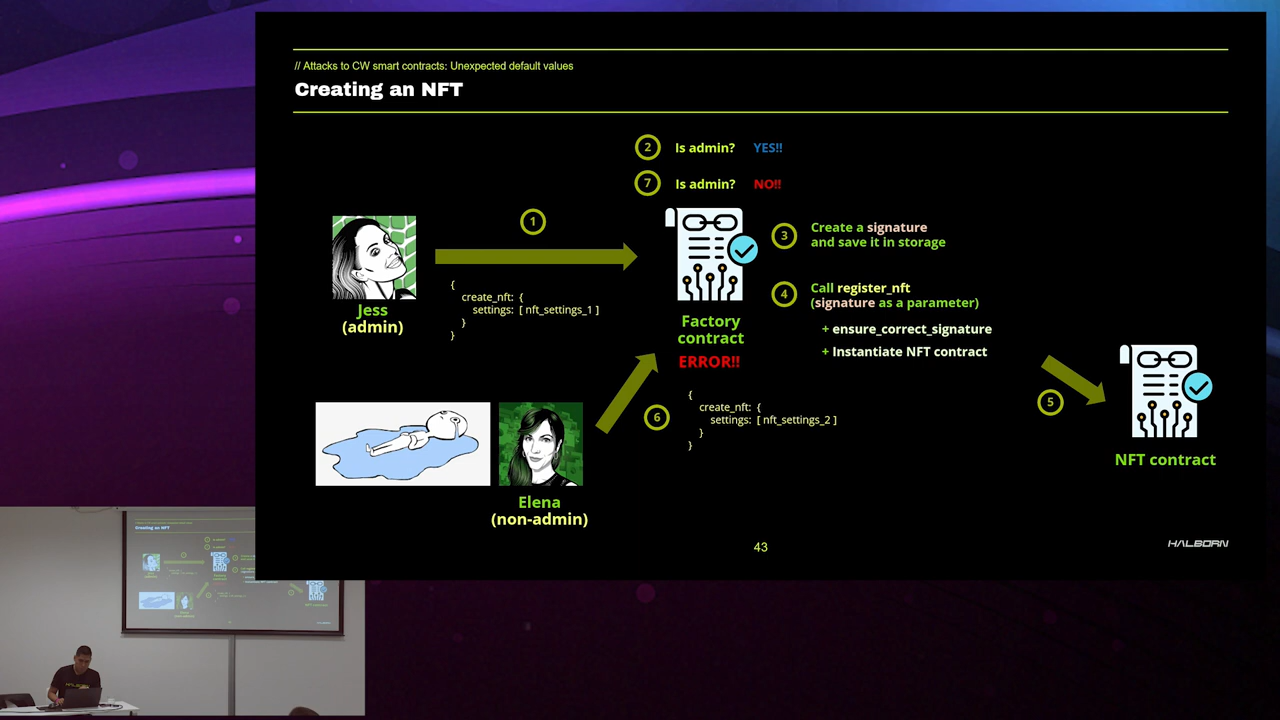 // Attacks to CW smart contracts: Unexpected default values
Creating an NFT
2 Is admin? YES!!
7 Is admin? NO!!
1
3 Create a signature
and save it in storage
{
create_nft: {
settings: [ nft_settings_1 ]
}
}
4 Call register_nft
(signature as a parameter)
+ ensure_correct_signature
+ Instantiate NFT contract
Jess
(admin)
Factory
contract
ERROR!!
5
6
{
create_nft: {
settings: [ nft_settings_2 ]
}
}
NFT contract
Elena
(non-admin)
43
HALBORN